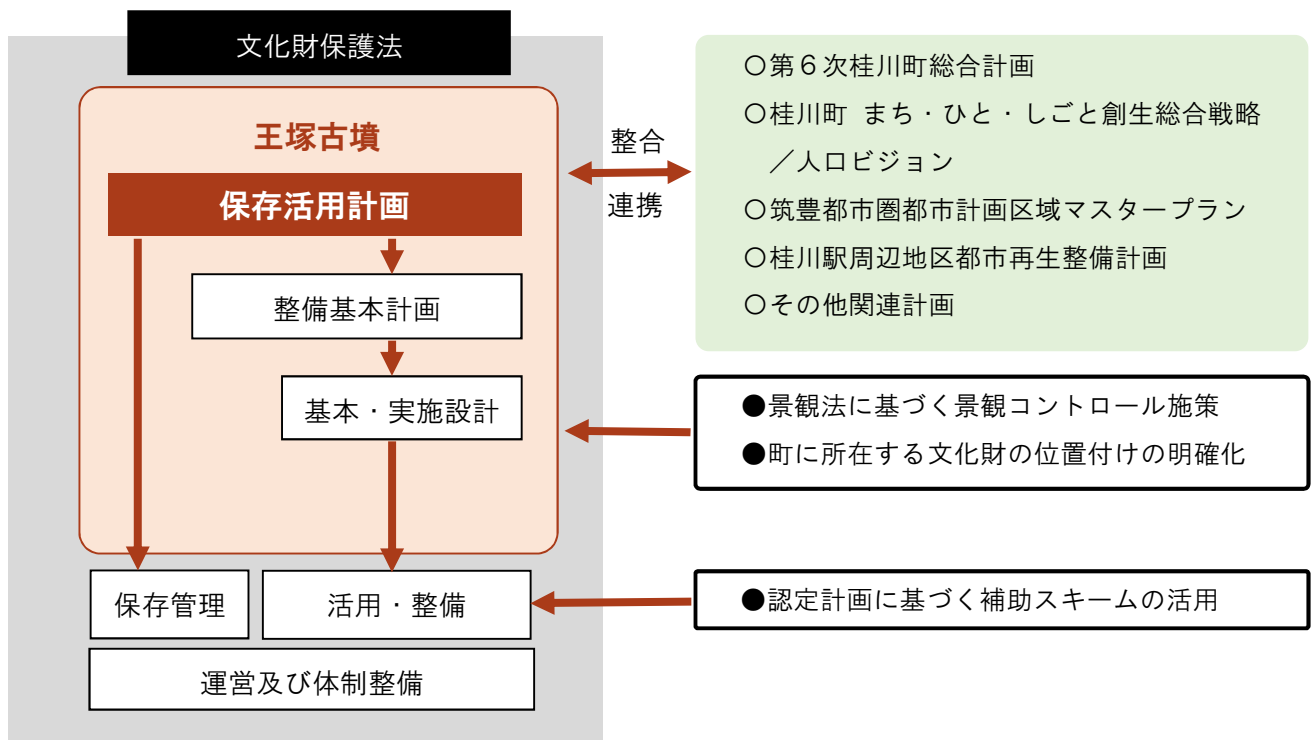 文化財保護法
王塚古墳
保存活用計画
整備基本計画
基本・実施設計
保存管理
活用・整備
運営及び体制整備
整合
連携
〇第６次桂川町総合計画
〇桂川町 まち・ひと・しごと創生総合戦略
／人口ビジョン
〇筑豊都市圏都市計画区域マスタープラン
〇桂川駅周辺地区都市再生整備計画
〇その他関連計画
●景観法に基づく景観コントロール施策
●町に所在する文化財の位置付けの明確化
●認定計画に基づく補助スキームの活用